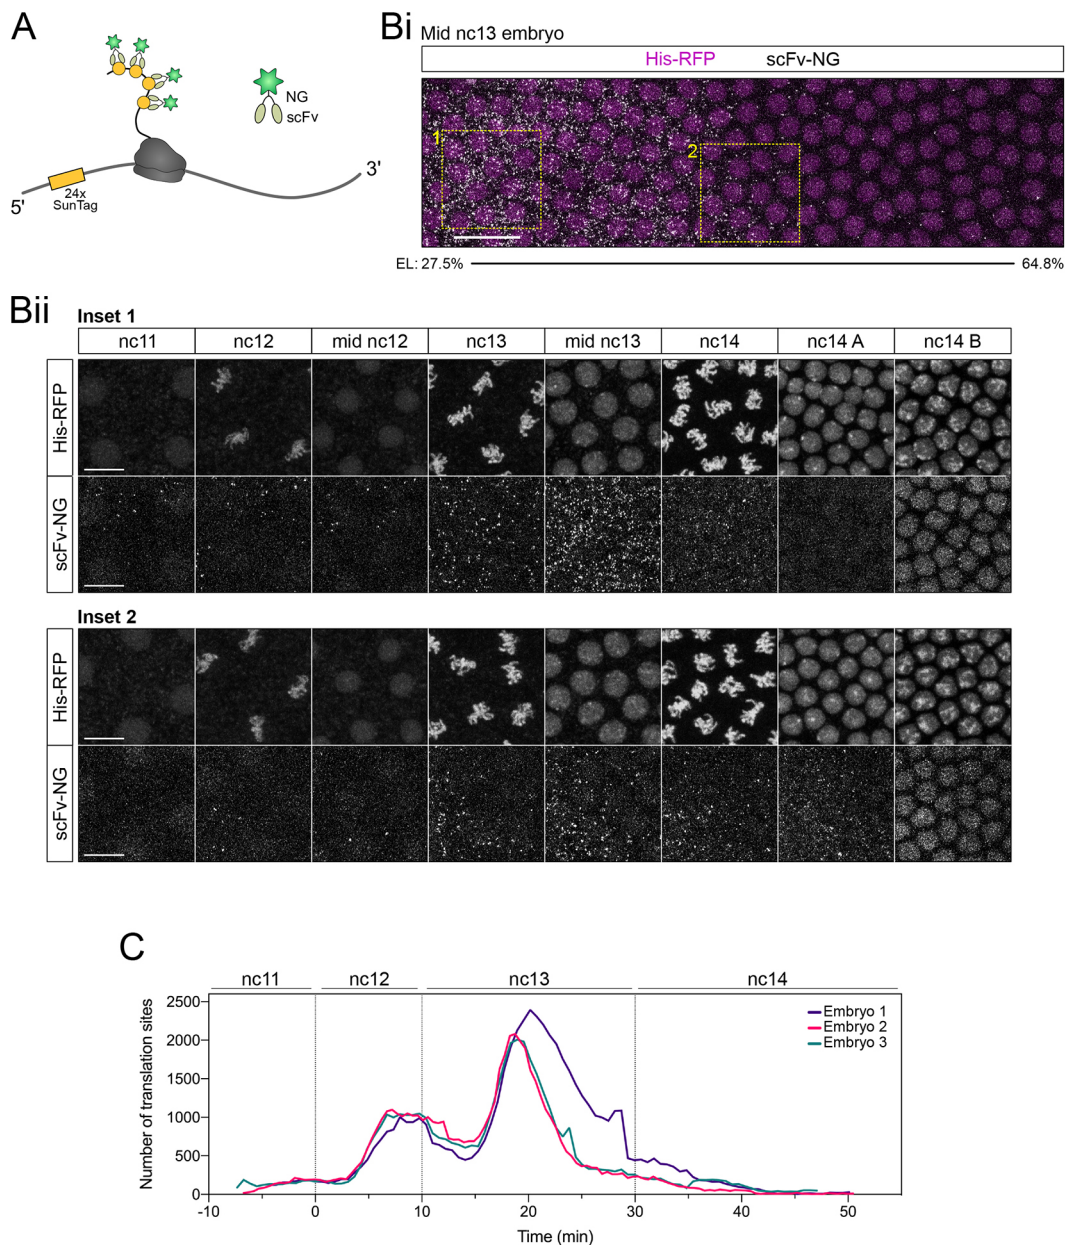 A
NG
scFv
24x
SunTag
5'
3'
Bi
Mid nc13 embryo
His-RFP scFv-NG
1
2
EL: 27.5% 64.8%
Bii
Inset 1
nc11 nc12 mid nc12 nc13 mid nc13 nc14 nc14 A nc14 B
His-RFP
scFv-NG
Inset 2
His-RFP
scFv-NG
C
nc11 nc12 nc13 nc14
Number of translation sites
2500
2000
1500
1000
500
0
Embryo 1
Embryo 2
Embryo 3
-10 0 10 20 30 40 50
Time (min)